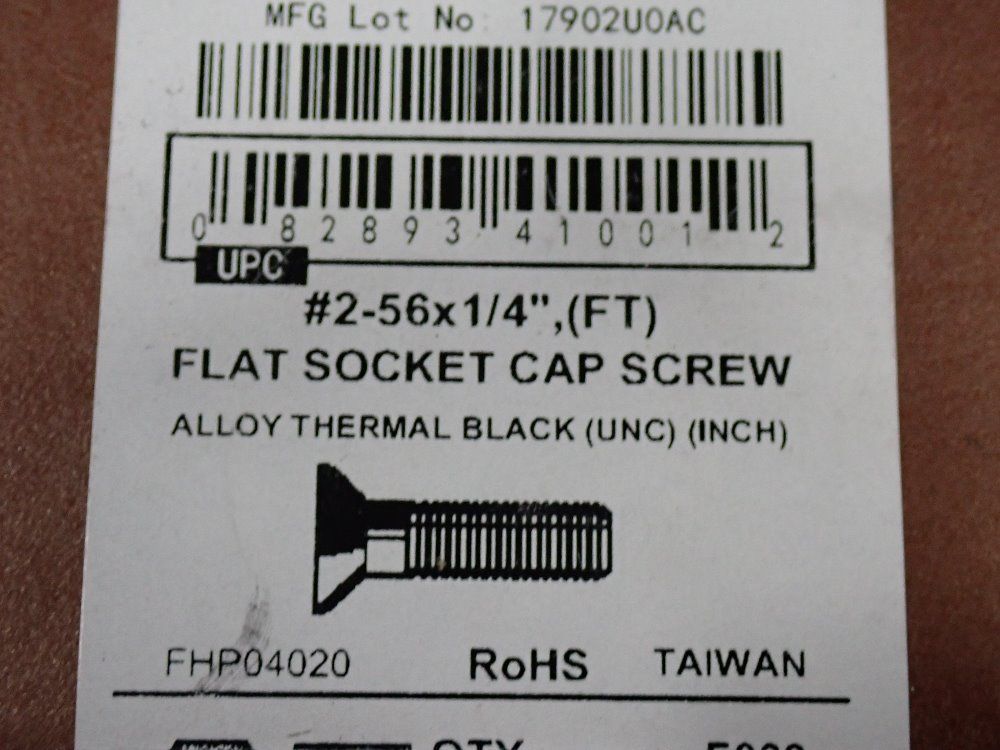 MFG Lot No: 17902U0AC
0 82893 41001 2
UPC
#2-56x1/4",(FT)
FLAT SOCKET CAP SCREW
ALLOY THERMAL BLACK (UNC) (INCH)
FHP04020 RoHS TAIWAN
QTY